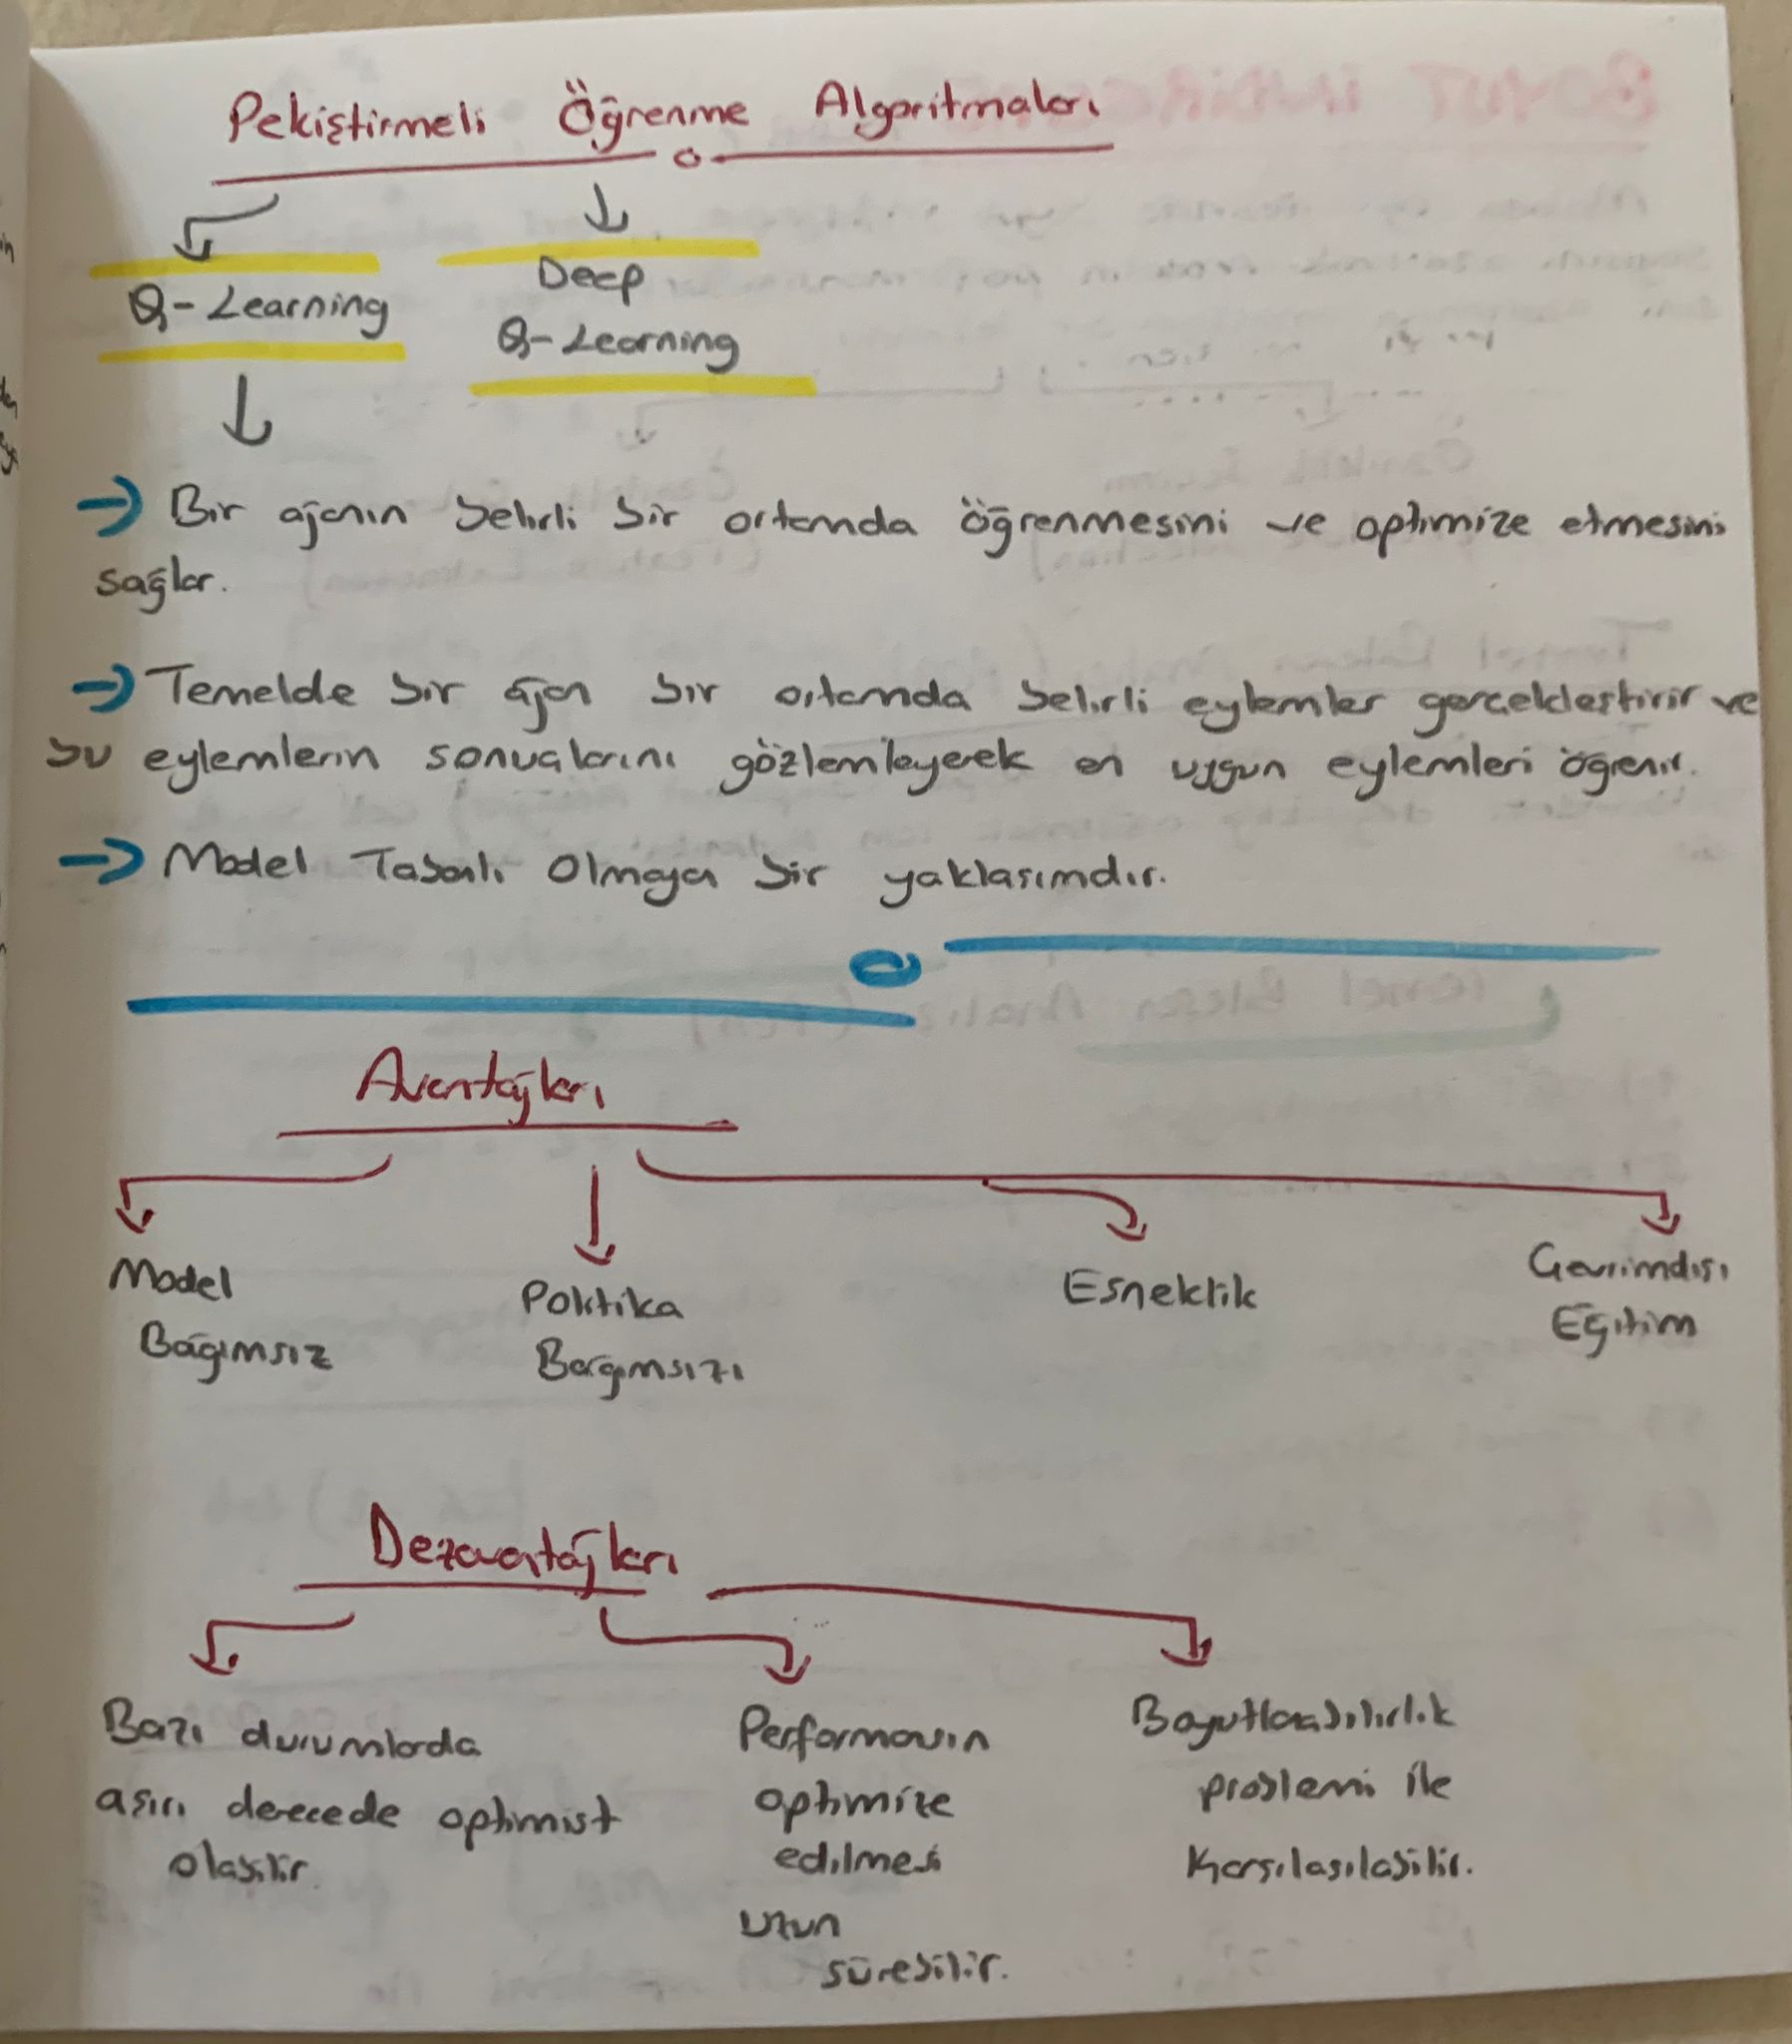 Pekiştirmeli Öğrenme Algoritmaları
Q-Learning
Deep
Q-Learning
Bir ajanın belirli bir ortamda öğrenmesini ve optimize etmesini
sağlar.
Temelde bir ajan bir ortamda belirli eylemler gerçekleştirir ve
bu eylemlerin sonuçlarını gözlemleyerek en uygun eylemleri öğrenir.
Model Tabanlı Olmayan bir yaklaşımdır.
Avantajları
Model
Bağımsız
Politika
Bağımsızı
Esneklik
Çevrimdışı
Eğitim
Dezavantajları
Bazı durumlarda
aşırı derecede optimist
olabilir.
Performansın
optimize
edilmesi
uzun
sürebilir.
Boyutlanabilirlik
problemi ile
Karşılaşılabilir.